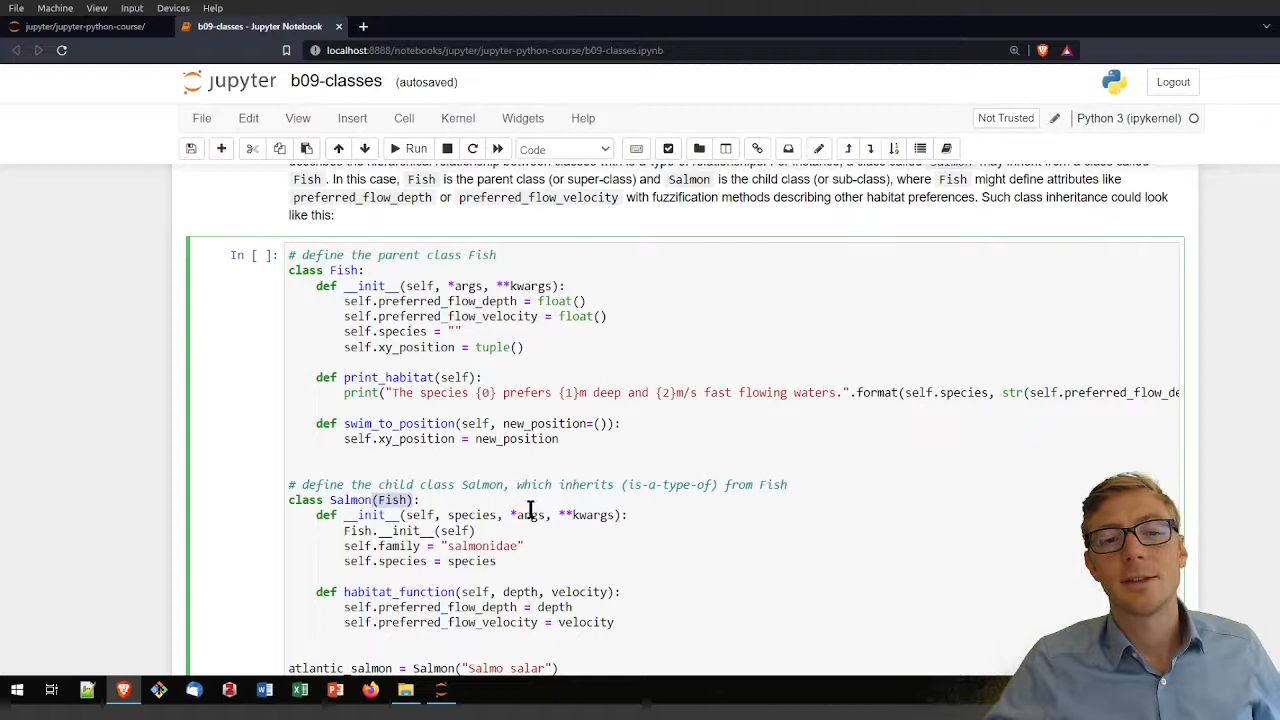 File Machine View Input Devices Help
jupyter/jupyter-python-course/
b09-classes - Jupyter Notebook
localhost:8888/notebooks/jupyter/jupyter-python-course/b09-classes.ipynb
jupyter b09-classes (autosaved)
Logout
File Edit View Insert Cell Kernel Widgets Help
Not Trusted
Python 3 (ipykernel)
Run
Code
describes the hierarchical relationship between classes
Fish . In this case, Fish is the parent class (or super-class) and Salmon is the child class (or sub-class), where Fish might define attributes like
preferred_flow_depth or preferred_flow_velocity with fuzzification methods describing other habitat preferences. Such class inheritance could look
like this:
In [ ]:
# define the parent class Fish
class Fish:
def __init__(self, *args, **kwargs):
self.preferred_flow_depth = float()
self.preferred_flow_velocity = float()
self.species = ""
self.xy_position = tuple()
def print_habitat(self):
print("The species {0} prefers {1}m deep and {2}m/s fast flowing waters.".format(self.species, str(self.preferred_flow_de
def swim_to_position(self, new_position=()):
self.xy_position = new_position
# define the child class Salmon, which inherits (is-a-type-of) from Fish
class Salmon(Fish):
def __init__(self, species, *args, **kwargs):
Fish.__init__(self)
self.family = "salmonidae"
self.species = species
def habitat_function(self, depth, velocity):
self.preferred_flow_depth = depth
self.preferred_flow_velocity = velocity
atlantic_salmon = Salmon("Salmo salar")